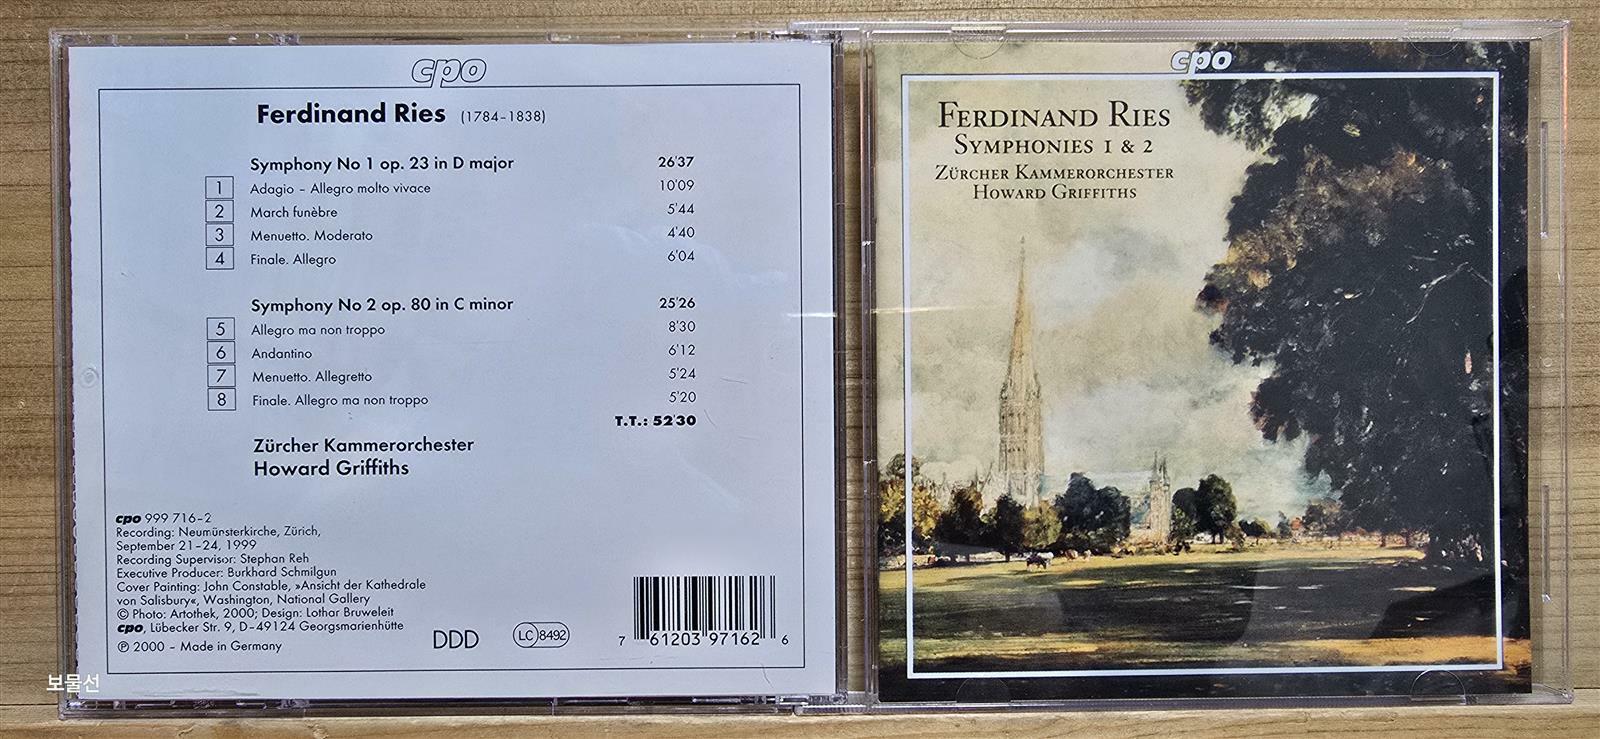 cpo
Ferdinand Ries (1784-1838)
Symphony No 1 op. 23 in D major 26'37
1 Adagio - Allegro molto vivace 10'09
2 March funèbre 5'44
3 Menuetto. Moderato 4'40
4 Finale. Allegro 6'04
Symphony No 2 op. 80 in C minor 25'26
5 Allegro ma non troppo 8'30
6 Andantino 6'12
7 Menuetto. Allegretto 5'24
8 Finale. Allegro ma non troppo 5'20
T.T.: 52'30
Zürcher Kammerorchester
Howard Griffiths
cpo 999 716-2
Recording: Neumünsterkirche, Zürich,
September 21-24, 1999
Recording Supervisor: Stephan Reh
Executive Producer: Burkhard Schmilgun
Cover Painting: John Constable, »Ansicht der Kathedrale
von Salisbury«, Washington, National Gallery
© Photo: Artothek, 2000; Design: Lothar Bruweleit
cpo, Lübecker Str. 9, D-49124 Georgsmarienhütte
℗ 2000 - Made in Germany
DDD
LC 8492
7 61203 97162 6
보물선
cpo
FERDINAND RIES
SYMPHONIES 1 & 2
ZÜRCHER KAMMERORCHESTER
HOWARD GRIFFITHS